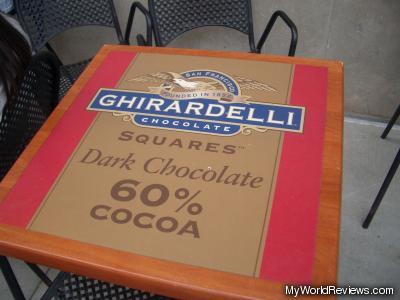 SAN FRANCISCO
FOUNDED IN 1852
GHIRARDELLI
CHOCOLATE
SQUARES™
Dark Chocolate
60%
COCOA
MyWorldReviews.com